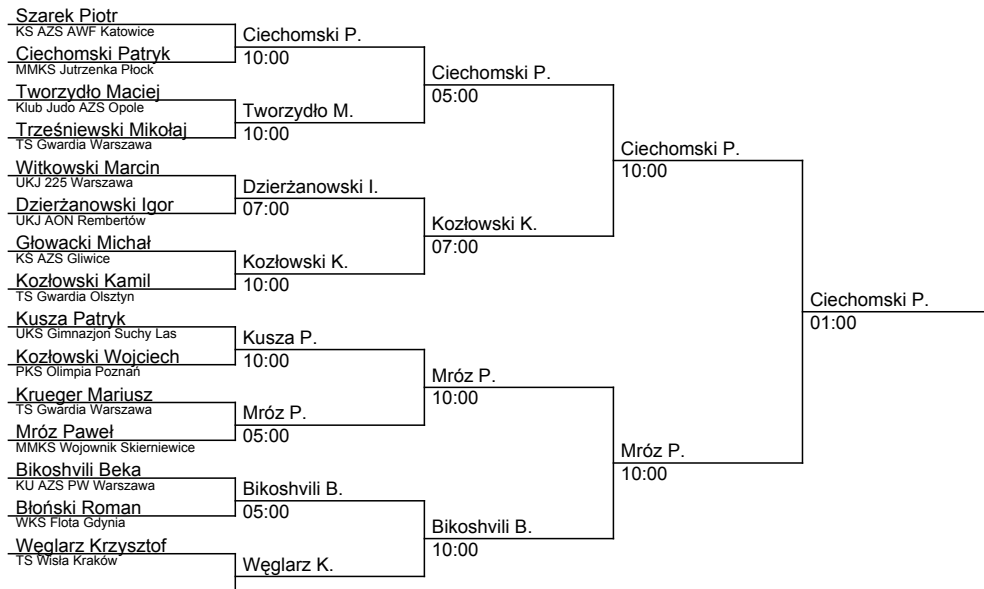 Szarek Piotr
KS AZS AWF Katowice
Ciechomski Patryk
MMKS Jutrzenka Płock
Tworzydło Maciej
Klub Judo AZS Opole
Trześniewski Mikołaj
TS Gwardia Warszawa
Witkowski Marcin
UKJ 225 Warszawa
Dzierżanowski Igor
UKJ AON Rembertów
Głowacki Michał
KS AZS Gliwice
Kozłowski Kamil
TS Gwardia Olsztyn
Kusza Patryk
UKS Gimnazjon Suchy Las
Kozłowski Wojciech
PKS Olimpia Poznań
Krueger Mariusz
TS Gwardia Warszawa
Mróz Paweł
MMKS Wojownik Skierniewice
Bikoshvili Beka
KU AZS PW Warszawa
Błoński Roman
WKS Flota Gdynia
Węglarz Krzysztof
TS Wisła Kraków
Ciechomski P.
10:00
Tworzydło M.
10:00
Dzierżanowski I.
07:00
Kozłowski K.
10:00
Kusza P.
10:00
Mróz P.
05:00
Bikoshvili B.
05:00
Węglarz K.
Ciechomski P.
05:00
Kozłowski K.
07:00
Mróz P.
10:00
Bikoshvili B.
10:00
Ciechomski P.
10:00
Mróz P.
10:00
Ciechomski P.
01:00